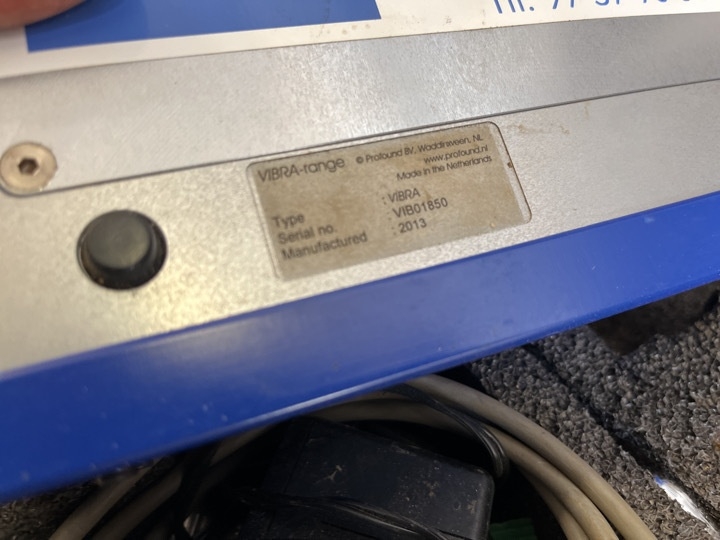 VIBRA-range © Profound BV, Waddinxveen, NL
www.profound.nl
Made in the Netherlands
Type : VIBRA
Serial no. : VIB01850
Manufactured : 2013